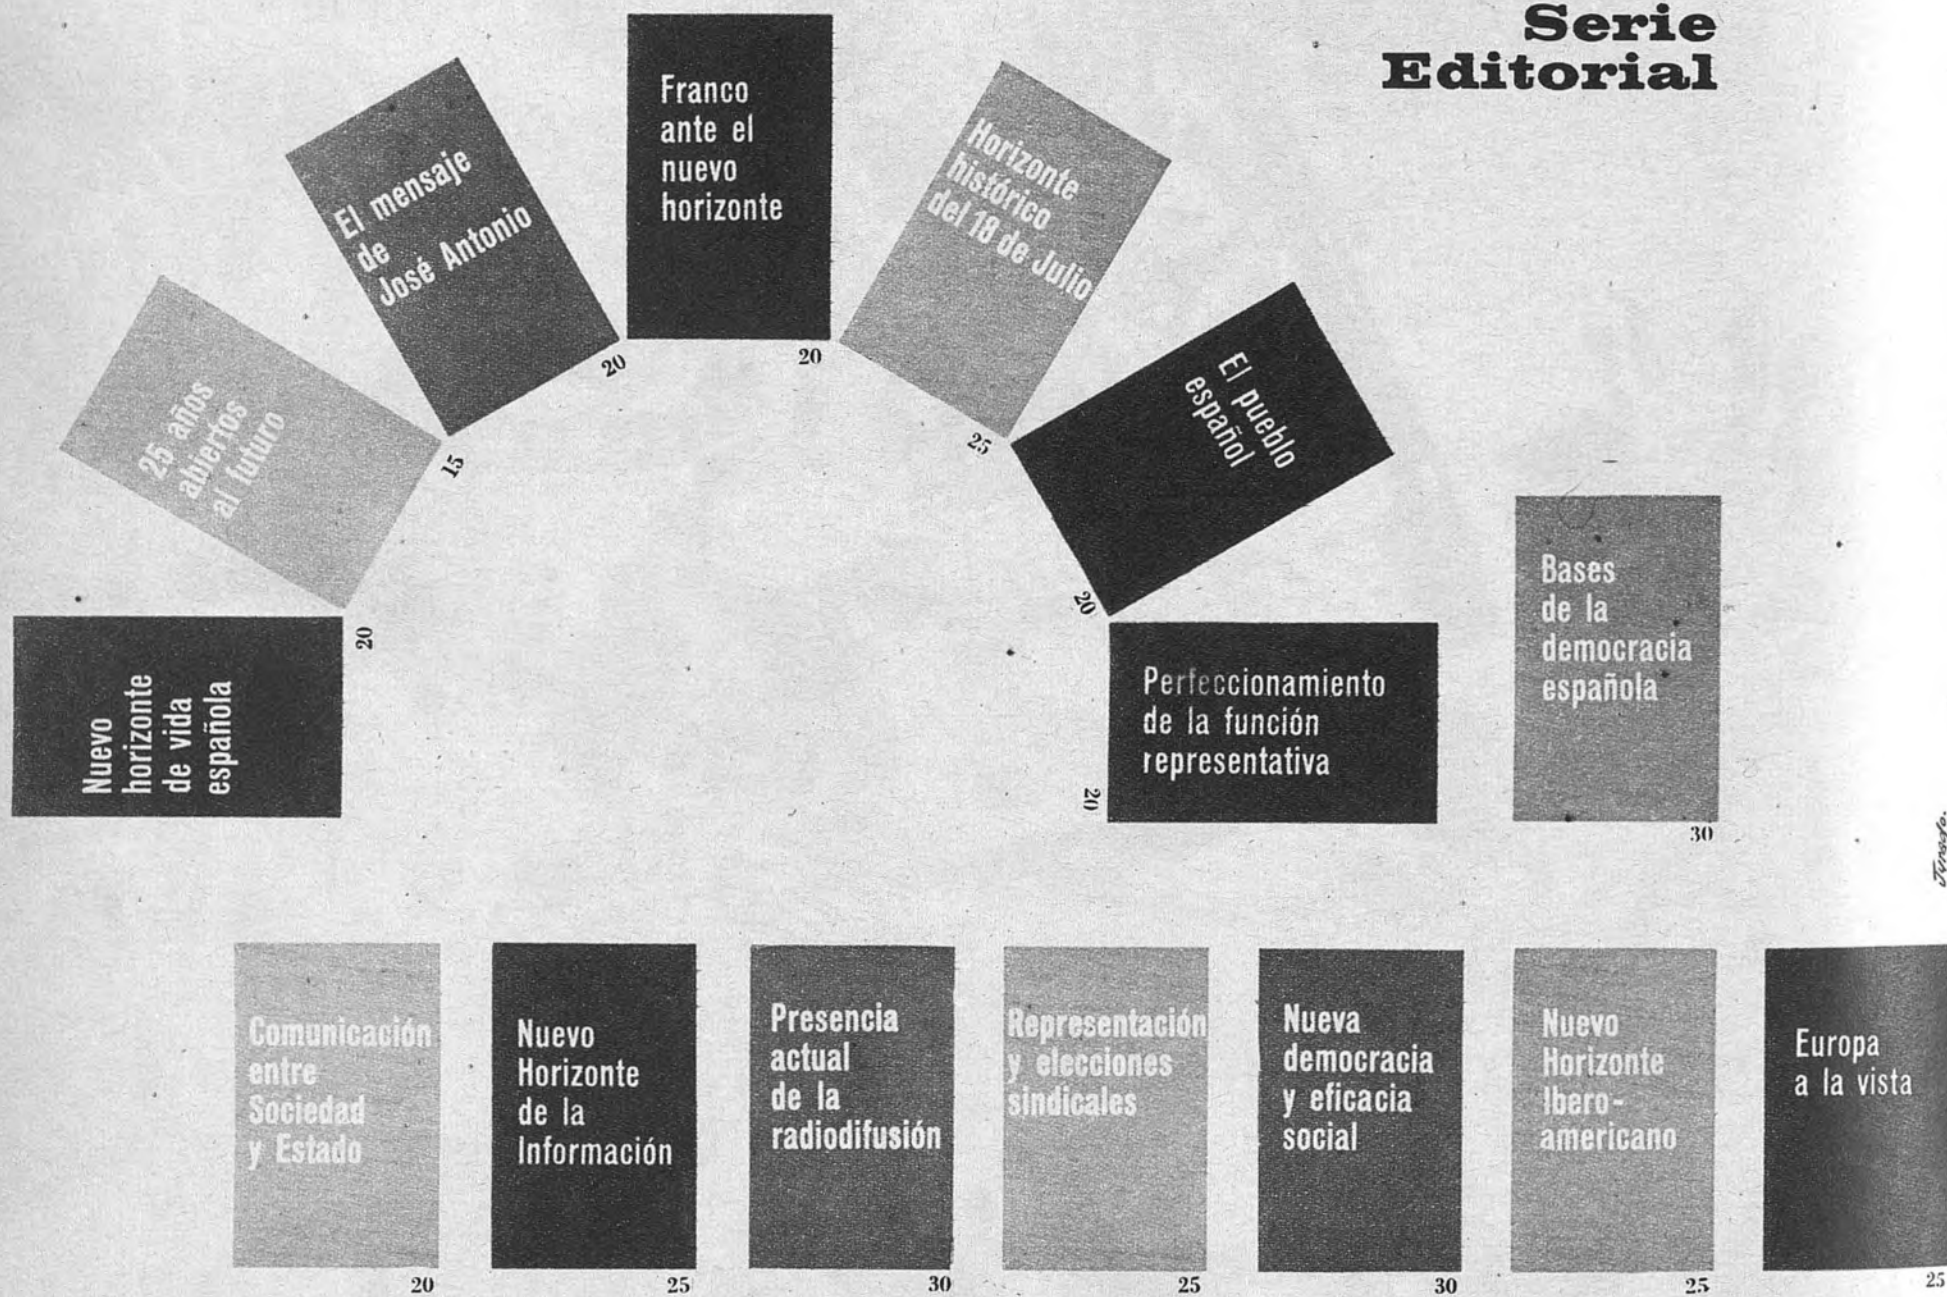 Serie
Editorial
Nuevo
horizonte
de vida
española
20
25 años
abiertos
al futuro
15
El mensaje
de
José Antonio
20
Franco
ante el
nuevo
horizonte
20
Horizonte
histórico
del 18 de Julio
25
El pueblo
español
20
Perfeccionamiento
de la función
representativa
20
Bases
de la
democracia
española
30
Jurado.
Comunicación
entre
Sociedad
y Estado
20
Nuevo
Horizonte
de la
Información
25
Presencia
actual
de la
radiodifusión
30
Representación
y elecciones
sindicales
25
Nueva
democracia
y eficacia
social
30
Nuevo
Horizonte
Ibero-
americano
25
Europa
a la vista
25